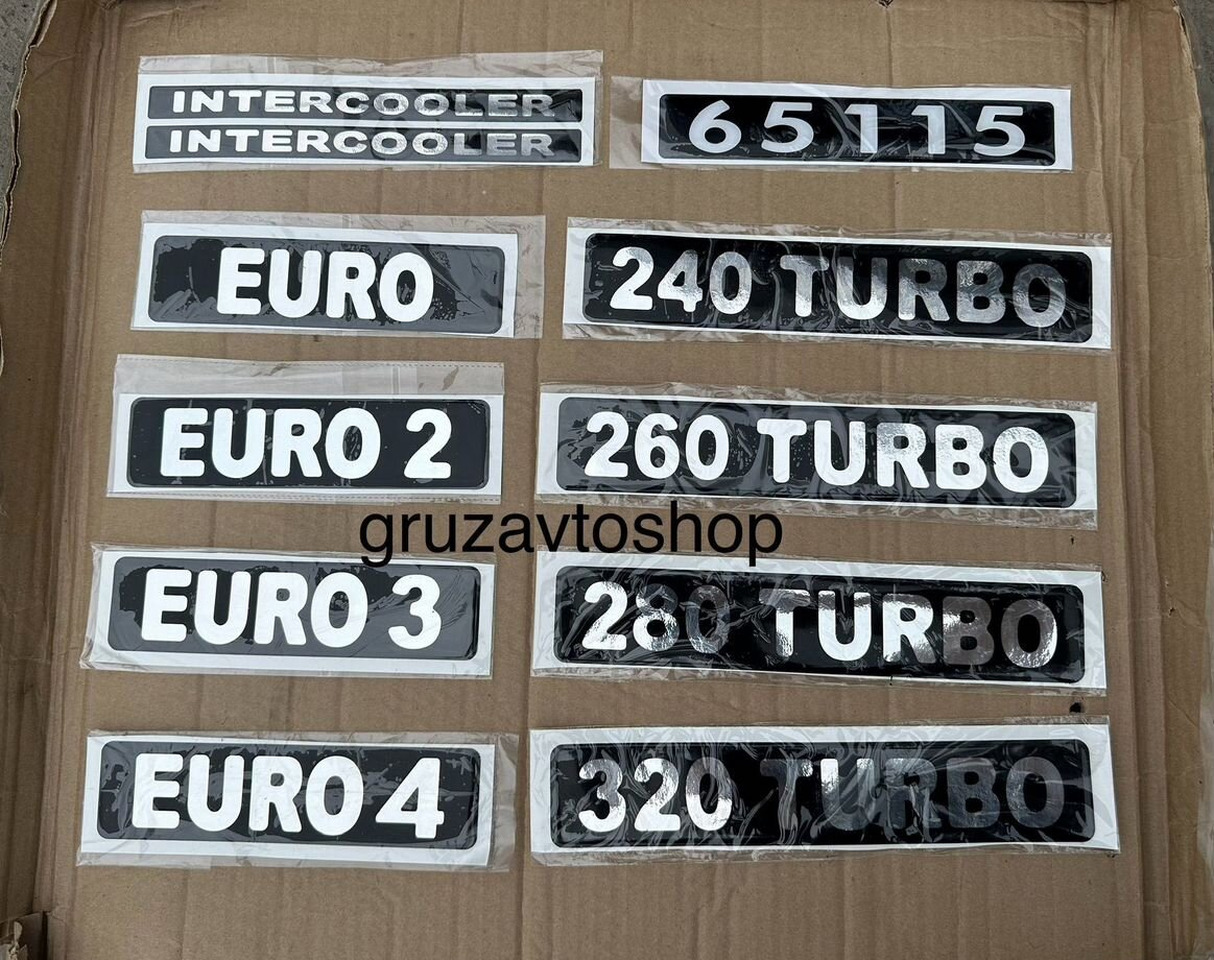 INTERCOOLER
INTERCOOLER
65115
EURO
240 TURBO
EURO 2
260 TURBO
gruzavtoshop
EURO 3
280 TURBO
EURO 4
320 TURBO